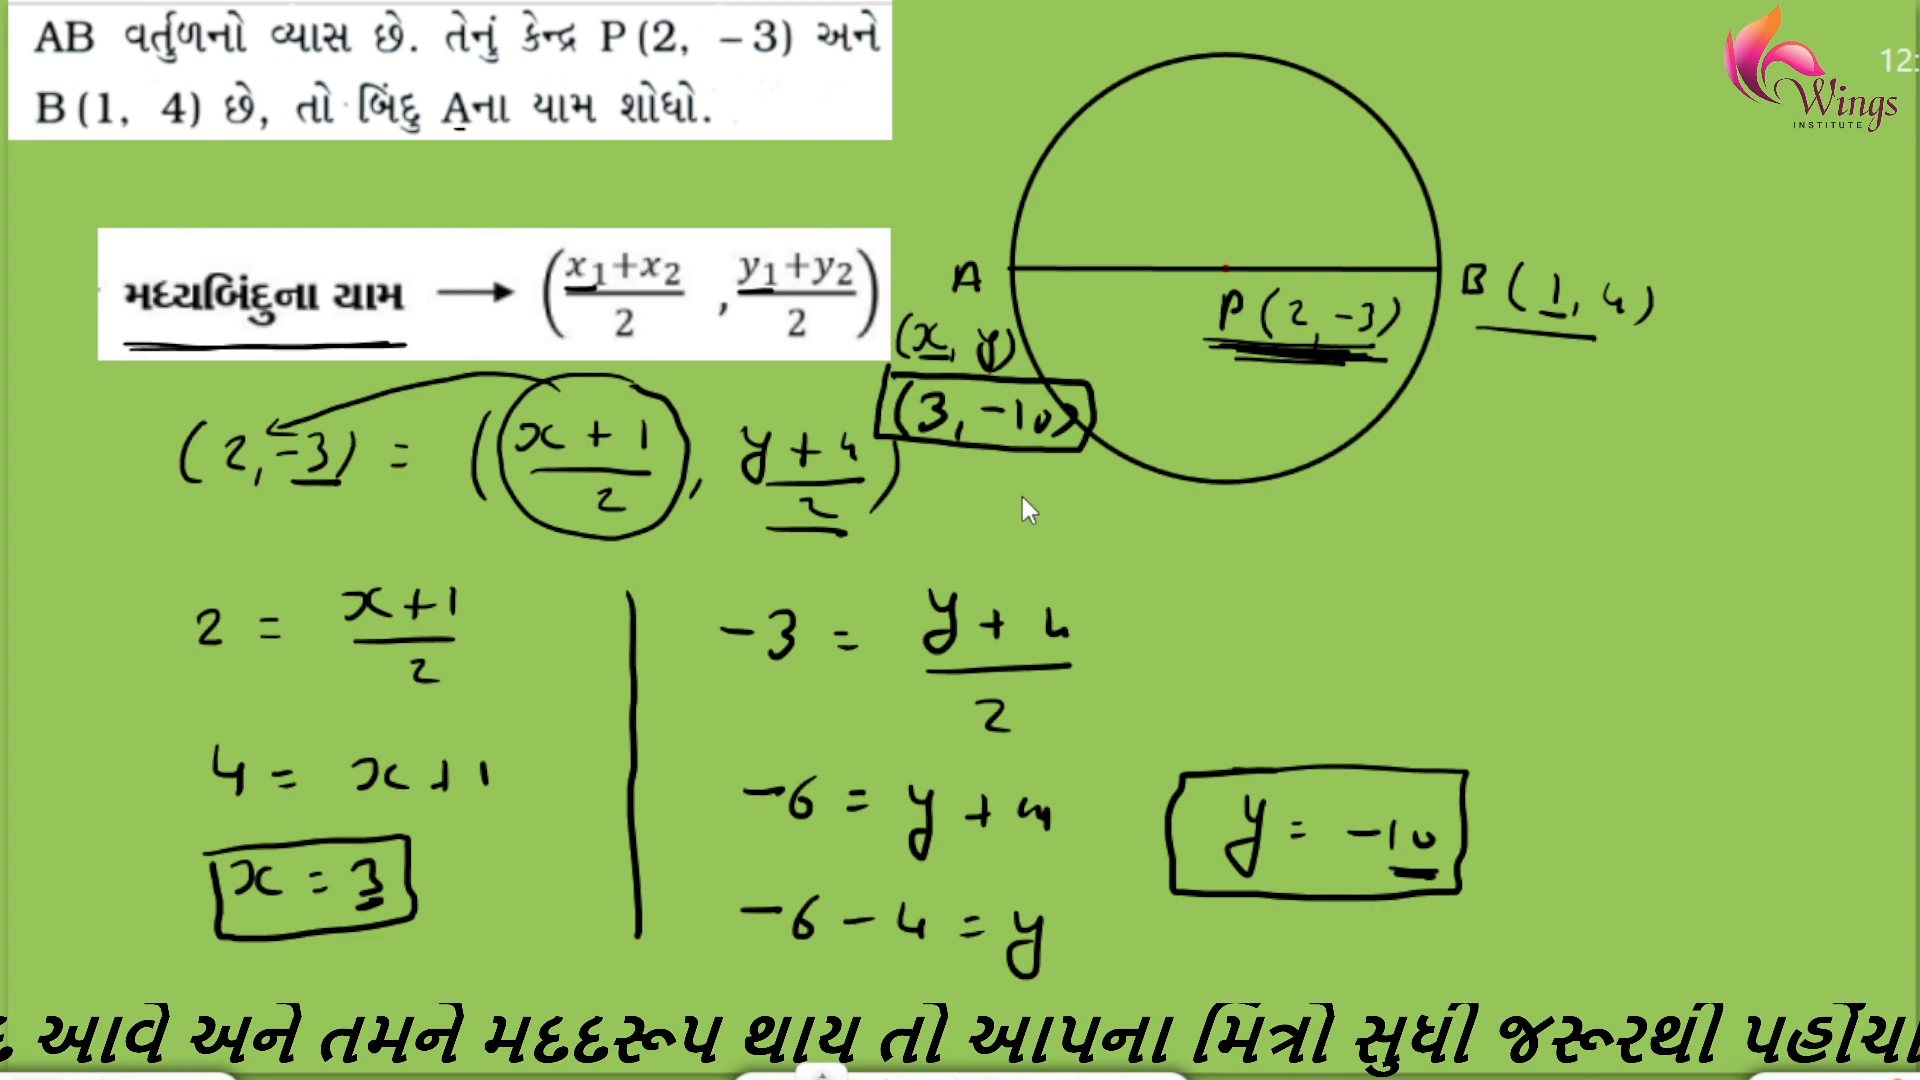 AB વર્તુળનો વ્યાસ છે. તેનું કેન્દ્ર P (2, – 3) અને
B (1, 4) છે, તો બિંદુ Aના યામ શોધો.
Wings
INSTITUTE
12:
મધ્યબિંદુના યામ → (x₁+x₂/2 , y₁+y₂/2)
A
B (1, 4)
P (2, -3)
(x, y)
(3, -10)
(2, -3) = (x + 1/2, y + 4/2)
2 = x+1/2
-3 = y + 4/2
4 = x + 1
-6 = y + 4
x = 3
y = -10
-6 - 4 = y
આવે અને તમને મદદરૂપ થાય તો આપના મિત્રો સુધી જરૂરથી